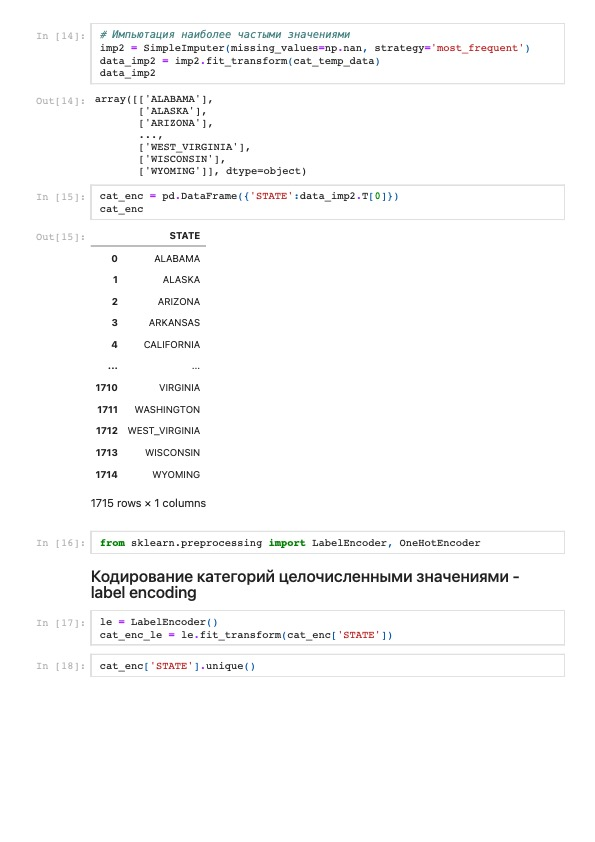 In [14]: # Импьютация наиболее частыми значениями
imp2 = SimpleImputer(missing_values=np.nan, strategy='most_frequent')
data_imp2 = imp2.fit_transform(cat_temp_data)
data_imp2
Out[14]: array([['ALABAMA'],
['ALASKA'],
['ARIZONA'],
...,
['WEST_VIRGINIA'],
['WISCONSIN'],
['WYOMING']], dtype=object)
In [15]: cat_enc = pd.DataFrame({'STATE':data_imp2.T[0]})
cat_enc
Out[15]: STATE
0 ALABAMA
1 ALASKA
2 ARIZONA
3 ARKANSAS
4 CALIFORNIA
... ...
1710 VIRGINIA
1711 WASHINGTON
1712 WEST_VIRGINIA
1713 WISCONSIN
1714 WYOMING
1715 rows × 1 columns
In [16]: from sklearn.preprocessing import LabelEncoder, OneHotEncoder
Кодирование категорий целочисленными значениями -
label encoding
In [17]: le = LabelEncoder()
cat_enc_le = le.fit_transform(cat_enc['STATE'])
In [18]: cat_enc['STATE'].unique()